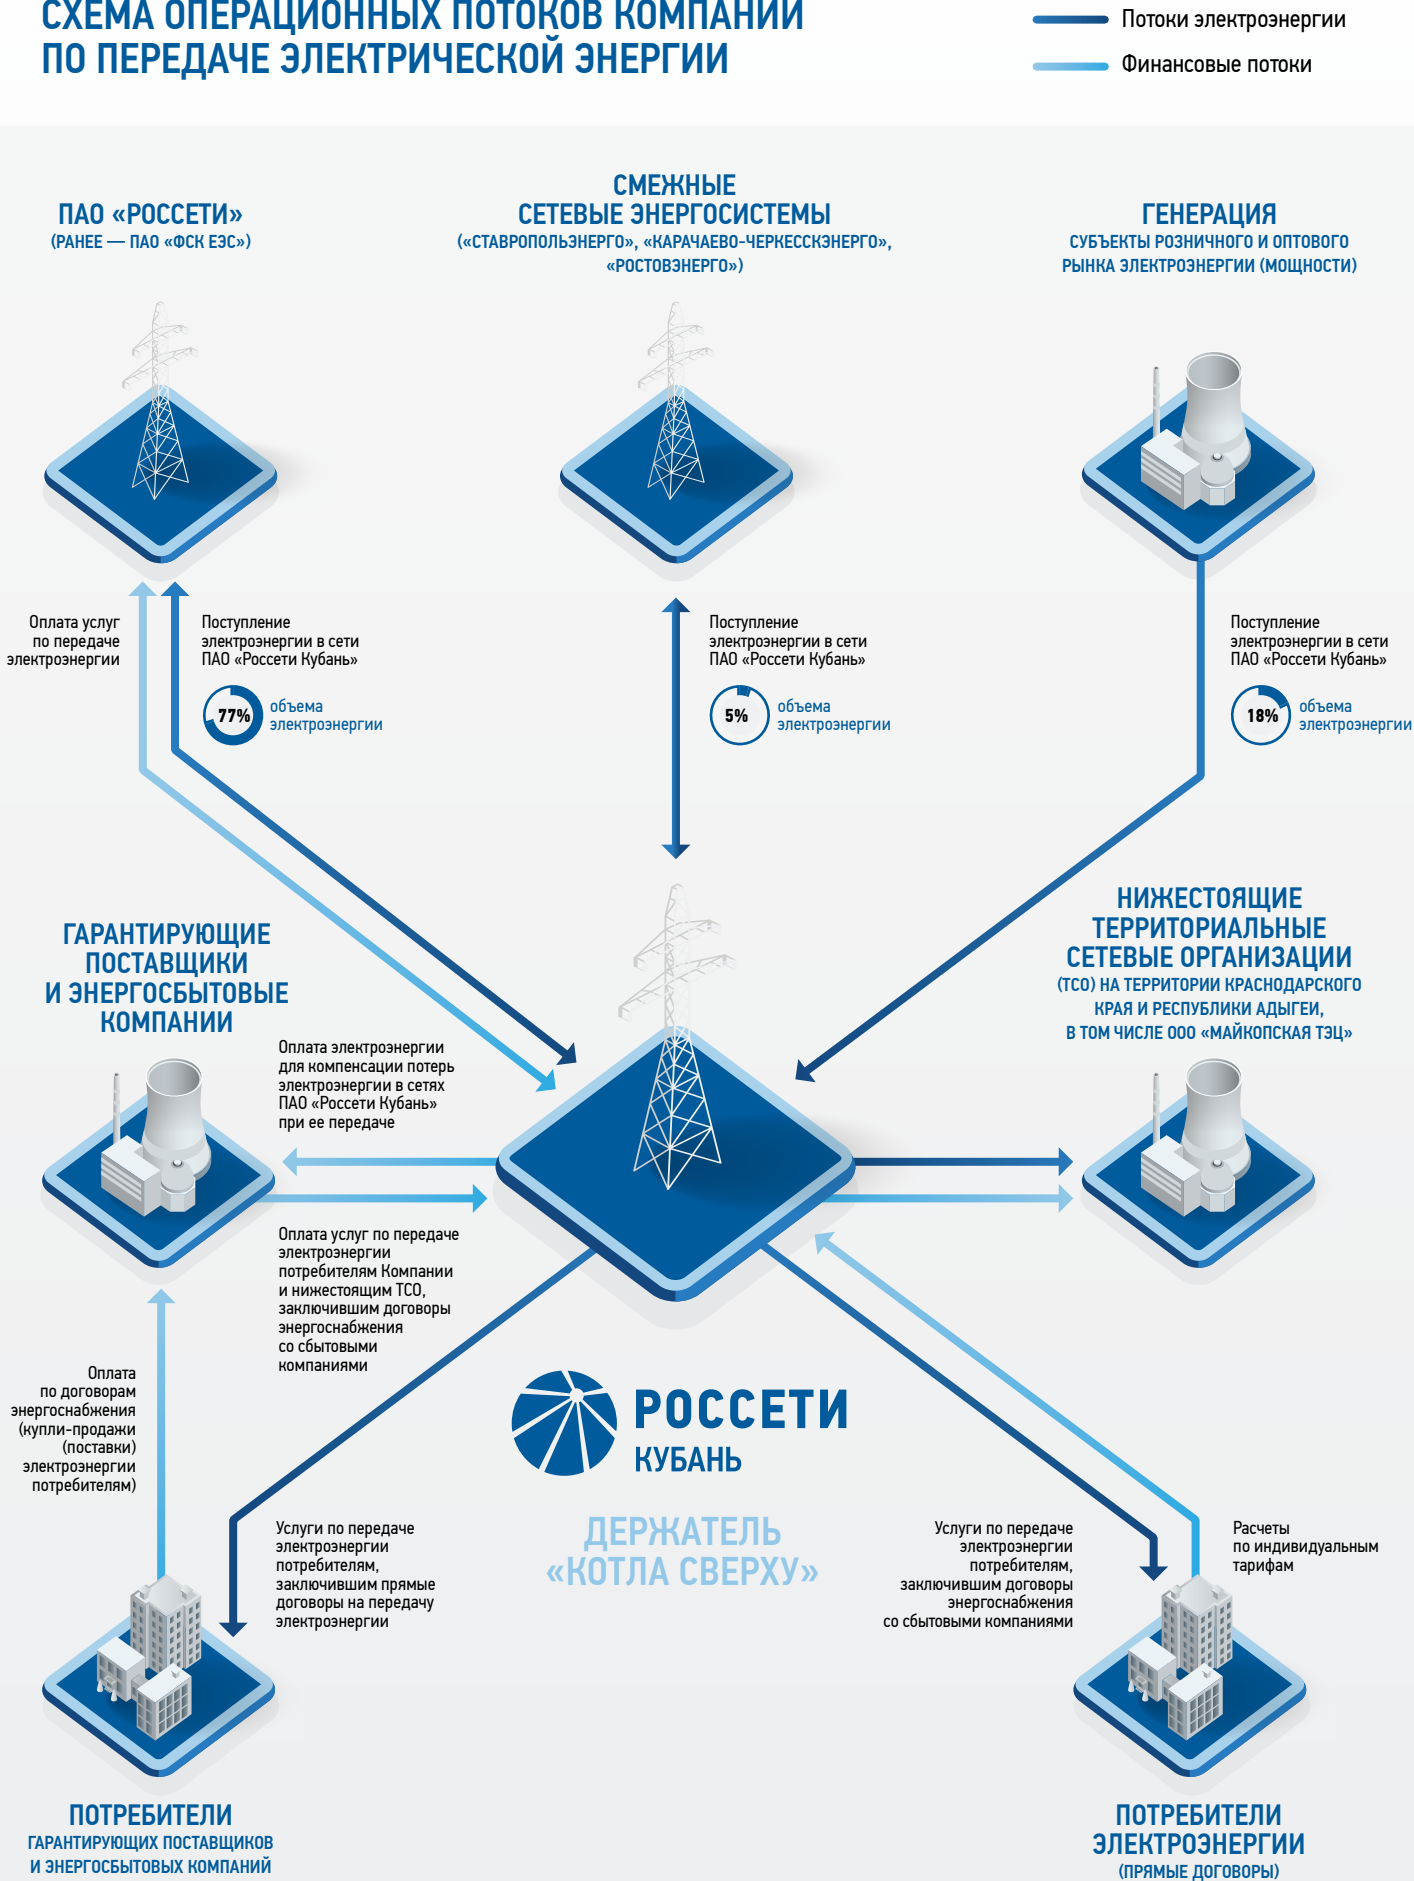 СХЕМА ОПЕРАЦИОННЫХ ПОТОКОВ КОМПАНИИ
ПО ПЕРЕДАЧЕ ЭЛЕКТРИЧЕСКОЙ ЭНЕРГИИ
Потоки электроэнергии
Финансовые потоки
ПАО «РОССЕТИ»
(РАНЕЕ — ПАО «ФСК ЕЭС»)
СМЕЖНЫЕ
СЕТЕВЫЕ ЭНЕРГОСИСТЕМЫ
(«СТАВРОПОЛЬЭНЕРГО», «КАРАЧАЕВО-ЧЕРКЕССКЭНЕРГО»,
«РОСТОВЭНЕРГО»)
ГЕНЕРАЦИЯ
СУБЪЕКТЫ РОЗНИЧНОГО И ОПТОВОГО
РЫНКА ЭЛЕКТРОЭНЕРГИИ (МОЩНОСТИ)
Оплата услуг
по передаче
электроэнергии
Поступление
электроэнергии в сети
ПАО «Россети Кубань»
77%
объема
электроэнергии
Поступление
электроэнергии в сети
ПАО «Россети Кубань»
5%
объема
электроэнергии
Поступление
электроэнергии в сети
ПАО «Россети Кубань»
18%
объема
электроэнергии
ГАРАНТИРУЮЩИЕ
ПОСТАВЩИКИ
И ЭНЕРГОСБЫТОВЫЕ
КОМПАНИИ
НИЖЕСТОЯЩИЕ
ТЕРРИТОРИАЛЬНЫЕ
СЕТЕВЫЕ ОРГАНИЗАЦИИ
(ТСО) НА ТЕРРИТОРИИ КРАСНОДАРСКОГО
КРАЯ И РЕСПУБЛИКИ АДЫГЕИ,
В ТОМ ЧИСЛЕ ООО «МАЙКОПСКАЯ ТЭЦ»
Оплата электроэнергии
для компенсации потерь
электроэнергии в сетях
ПАО «Россети Кубань»
при ее передаче
Оплата услуг по передаче
электроэнергии
потребителям Компании
и нижестоящим ТСО,
заключившим договоры
энергоснабжения
со сбытовыми
компаниями
Оплата
по договорам
энергоснабжения
(купли-продажи
(поставки)
электроэнергии
потребителям)
РОССЕТИ
КУБАНЬ
ДЕРЖАТЕЛЬ
«КОТЛА СВЕРХУ»
Услуги по передаче
электроэнергии
потребителям,
заключившим прямые
договоры на передачу
электроэнергии
Услуги по передаче
электроэнергии
потребителям,
заключившим договоры
энергоснабжения
со сбытовыми компаниями
Расчеты
по индивидуальным
тарифам
ПОТРЕБИТЕЛИ
ГАРАНТИРУЮЩИХ ПОСТАВЩИКОВ
И ЭНЕРГОСБЫТОВЫХ КОМПАНИЙ
ПОТРЕБИТЕЛИ
ЭЛЕКТРОЭНЕРГИИ
(ПРЯМЫЕ ДОГОВОРЫ)